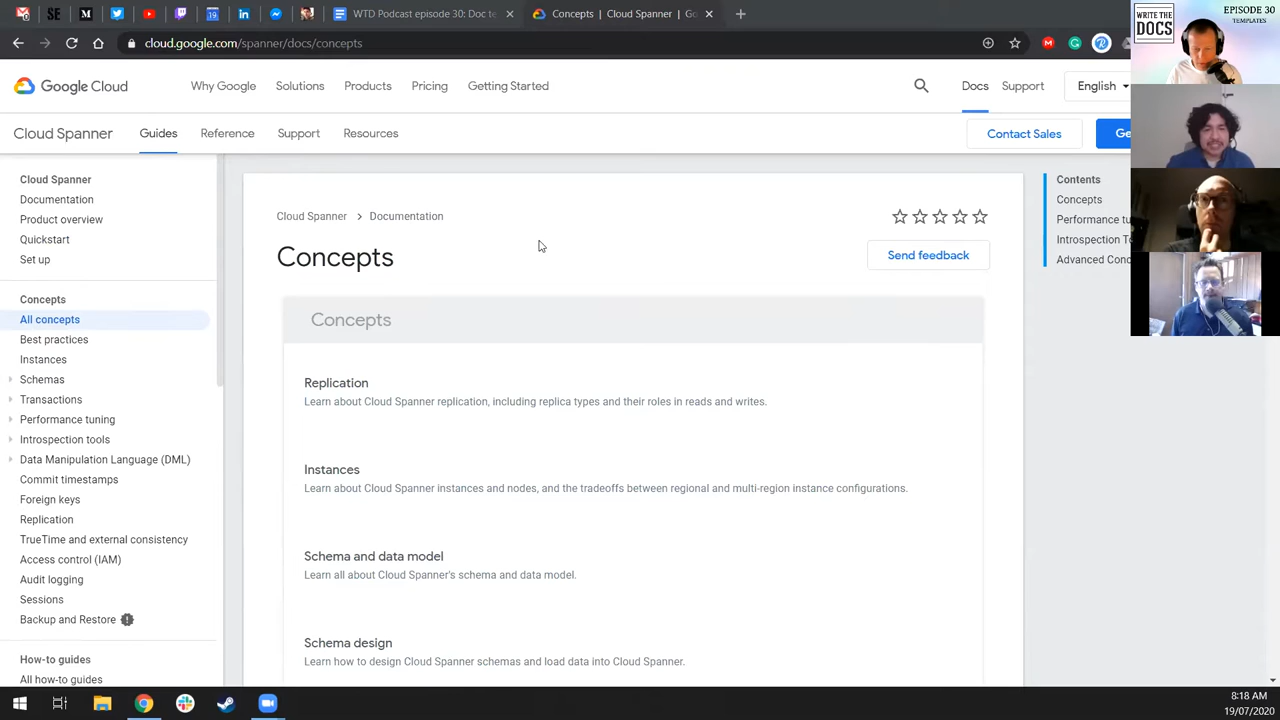 WTD Podcast episode 30: Doc te
Concepts | Cloud Spanner | Go
cloud.google.com/spanner/docs/concepts
WRITE THE DOCS
EPISODE 30
TEMPLATES
Google Cloud
Why Google
Solutions
Products
Pricing
Getting Started
Docs
Support
English
Cloud Spanner
Guides
Reference
Support
Resources
Contact Sales
Ge
Cloud Spanner
Documentation
Product overview
Quickstart
Set up
Concepts
All concepts
Best practices
Instances
Schemas
Transactions
Performance tuning
Introspection tools
Data Manipulation Language (DML)
Commit timestamps
Foreign keys
Replication
TrueTime and external consistency
Access control (IAM)
Audit logging
Sessions
Backup and Restore
How-to guides
All how-to guides
Cloud Spanner > Documentation
Concepts
Send feedback
Concepts
Replication
Learn about Cloud Spanner replication, including replica types and their roles in reads and writes.
Instances
Learn about Cloud Spanner instances and nodes, and the tradeoffs between regional and multi-region instance configurations.
Schema and data model
Learn all about Cloud Spanner's schema and data model.
Schema design
Learn how to design Cloud Spanner schemas and load data into Cloud Spanner.
Contents
Concepts
Performance tu
Introspection To
Advanced Conc
8:18 AM
19/07/2020